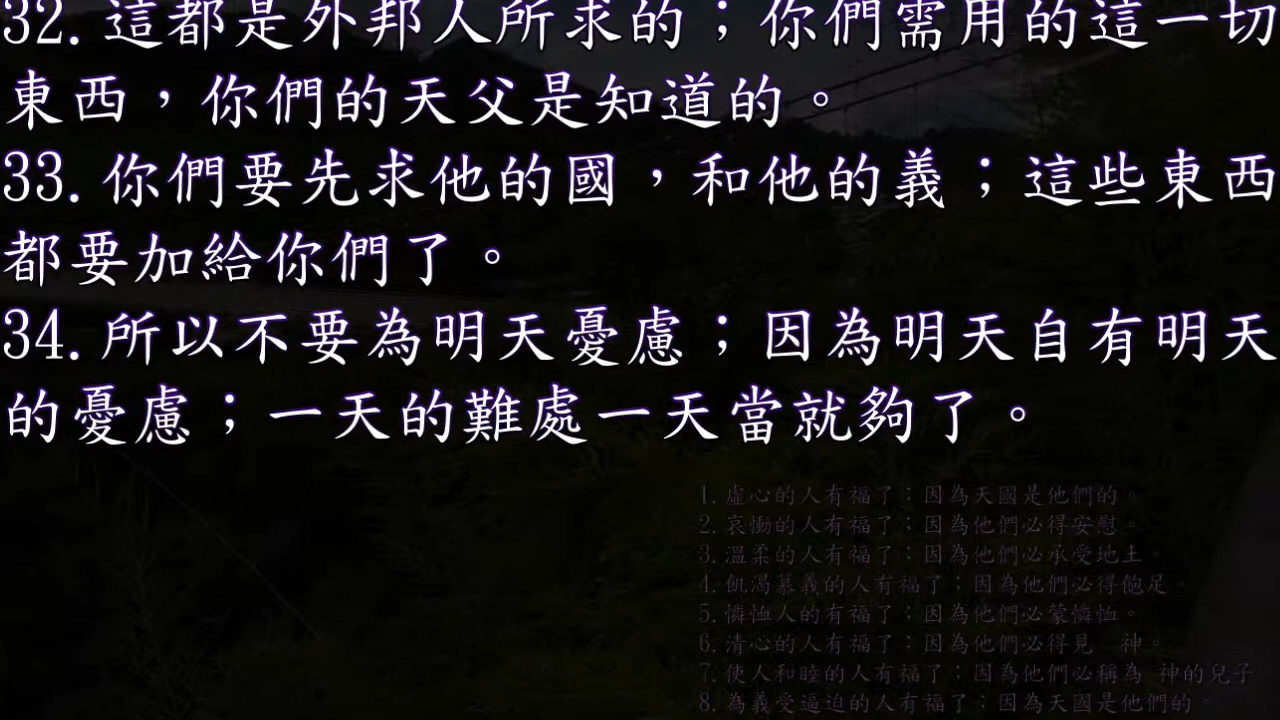 32.這都是外邦人所求的；你們需用的這一切
東西，你們的天父是知道的。
33.你們要先求他的國，和他的義；這些東西
都要加給你們了。
34.所以不要為明天憂慮；因為明天自有明天
的憂慮；一天的難處一天當就夠了。
1.虛心的人有福了：因為天國是他們的。
2.哀慟的人有福了：因為他們必得安慰。
3.溫柔的人有福了：因為他們必承受地土。
4.飢渴慕義的人有福了：因為他們必得飽足。
5.憐恤人的有福了：因為他們必蒙憐恤。
6.清心的人有福了：因為他們必得見　神。
7.使人和睦的人有福了：因為他們必稱為 神的兒子
8.為義受逼迫的人有福了：因為天國是他們的。